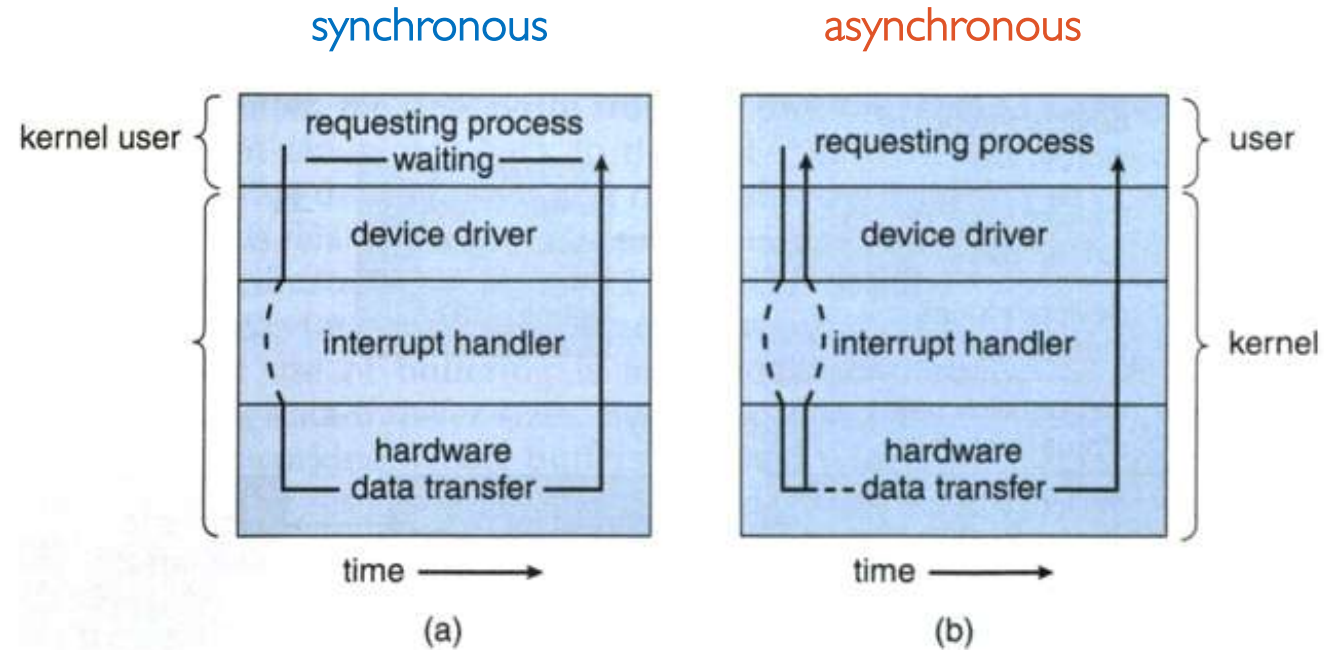 synchronous
asynchronous
kernel user
requesting process
waiting
device driver
interrupt handler
hardware
data transfer
time
(a)
requesting process
device driver
interrupt handler
hardware
data transfer
user
kernel
time
(b)